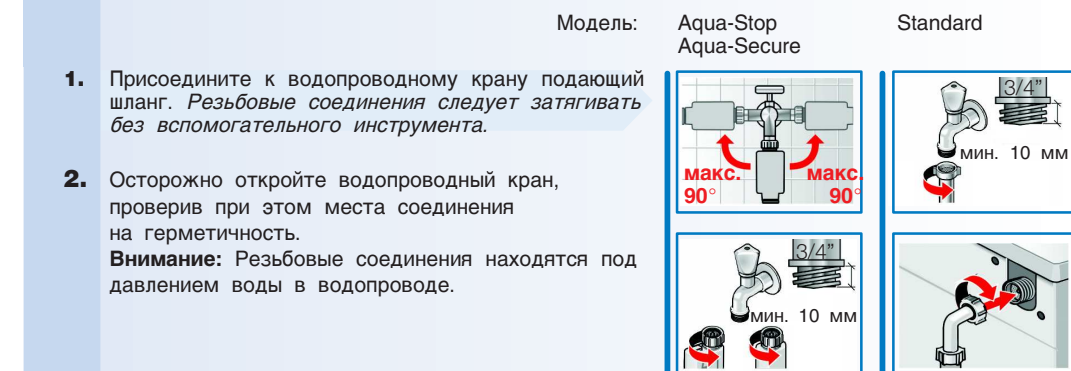 Модель: Aqua-Stop Standard
Aqua-Secure
1. Присоедините к водопроводному крану подающий
шланг. Резьбовые соединения следует затягивать
без вспомогательного инструмента.
2. Осторожно откройте водопроводный кран,
проверив при этом места соединения
на герметичность.
Внимание: Резьбовые соединения находятся под
давлением воды в водопроводе.
макс. 90°
макс. 90°
3/4”
мин. 10 мм
3/4”
мин. 10 мм